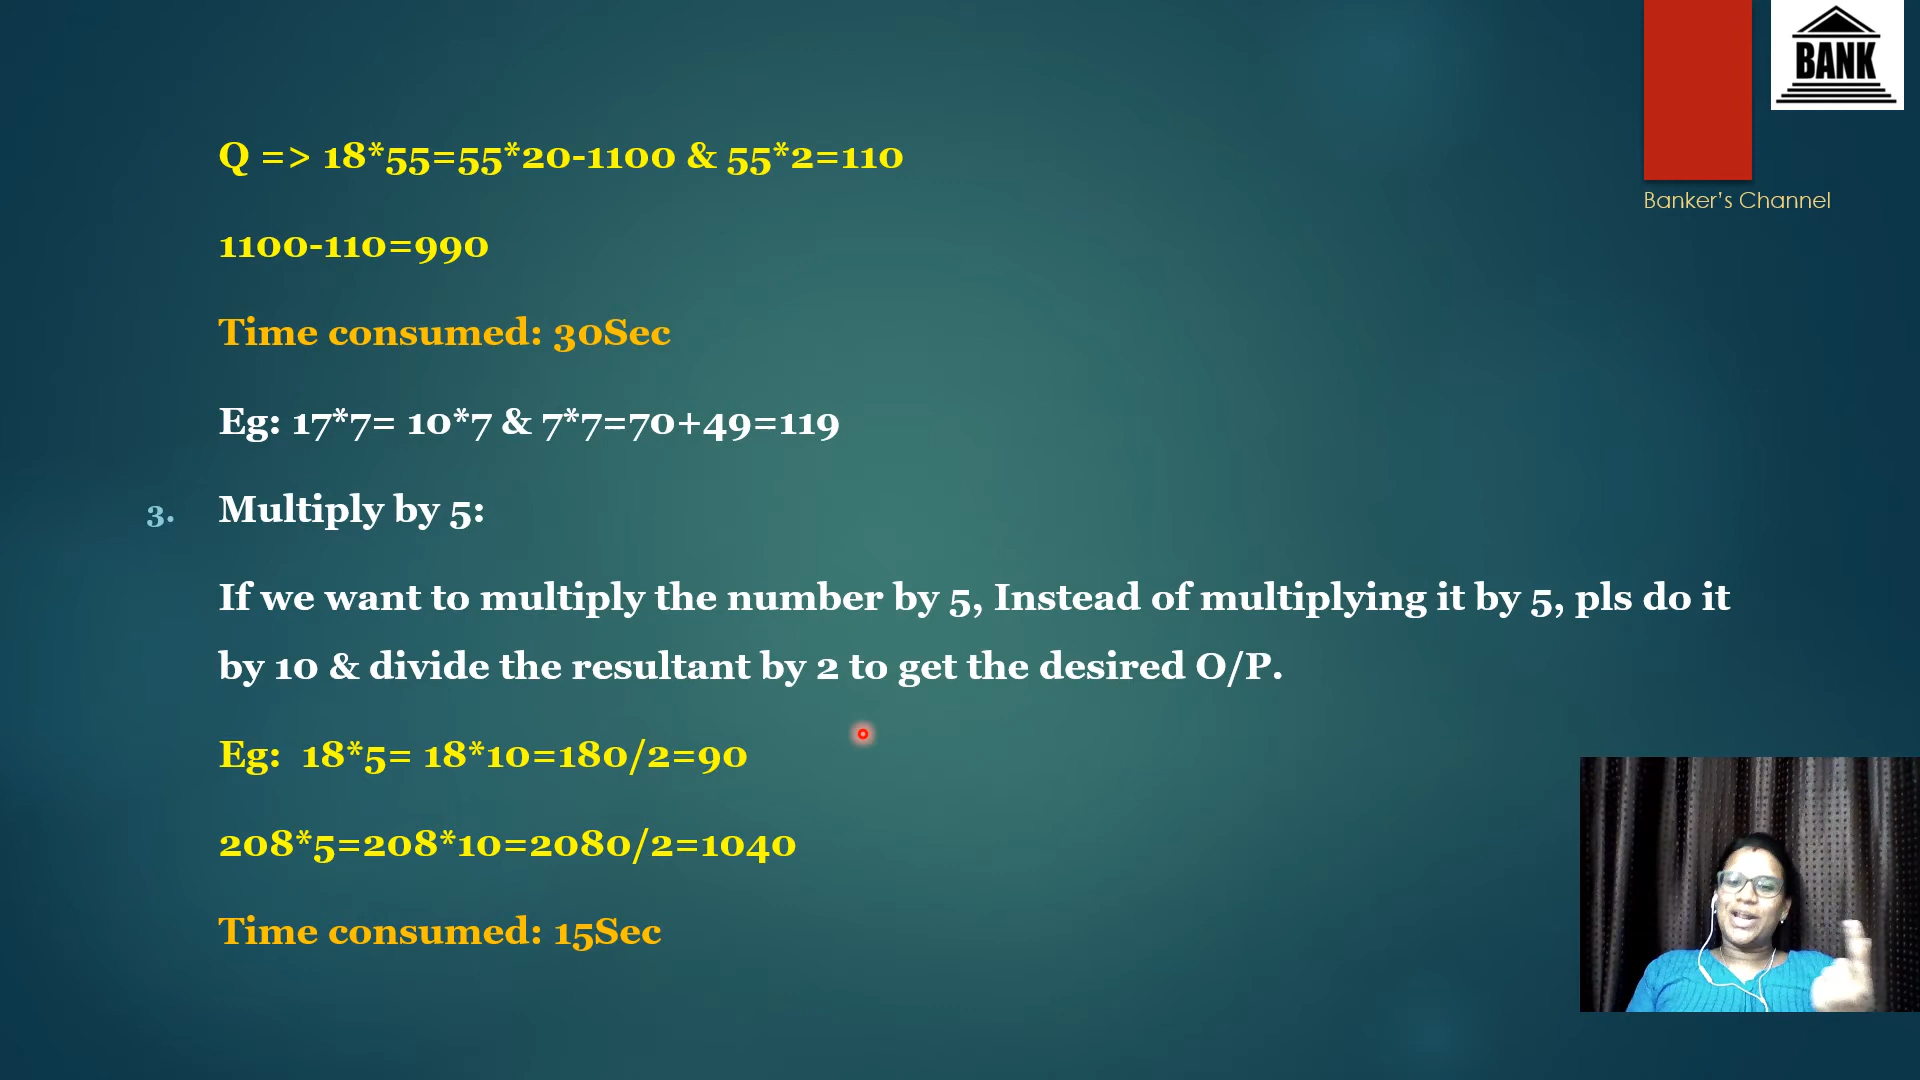 BANK
Banker's Channel
Q => 18*55=55*20-1100 & 55*2=110
1100-110=990
Time consumed: 30Sec
Eg: 17*7= 10*7 & 7*7=70+49=119
3. Multiply by 5:
If we want to multiply the number by 5, Instead of multiplying it by 5, pls do it
by 10 & divide the resultant by 2 to get the desired O/P.
Eg:  18*5= 18*10=180/2=90
208*5=208*10=2080/2=1040
Time consumed: 15Sec